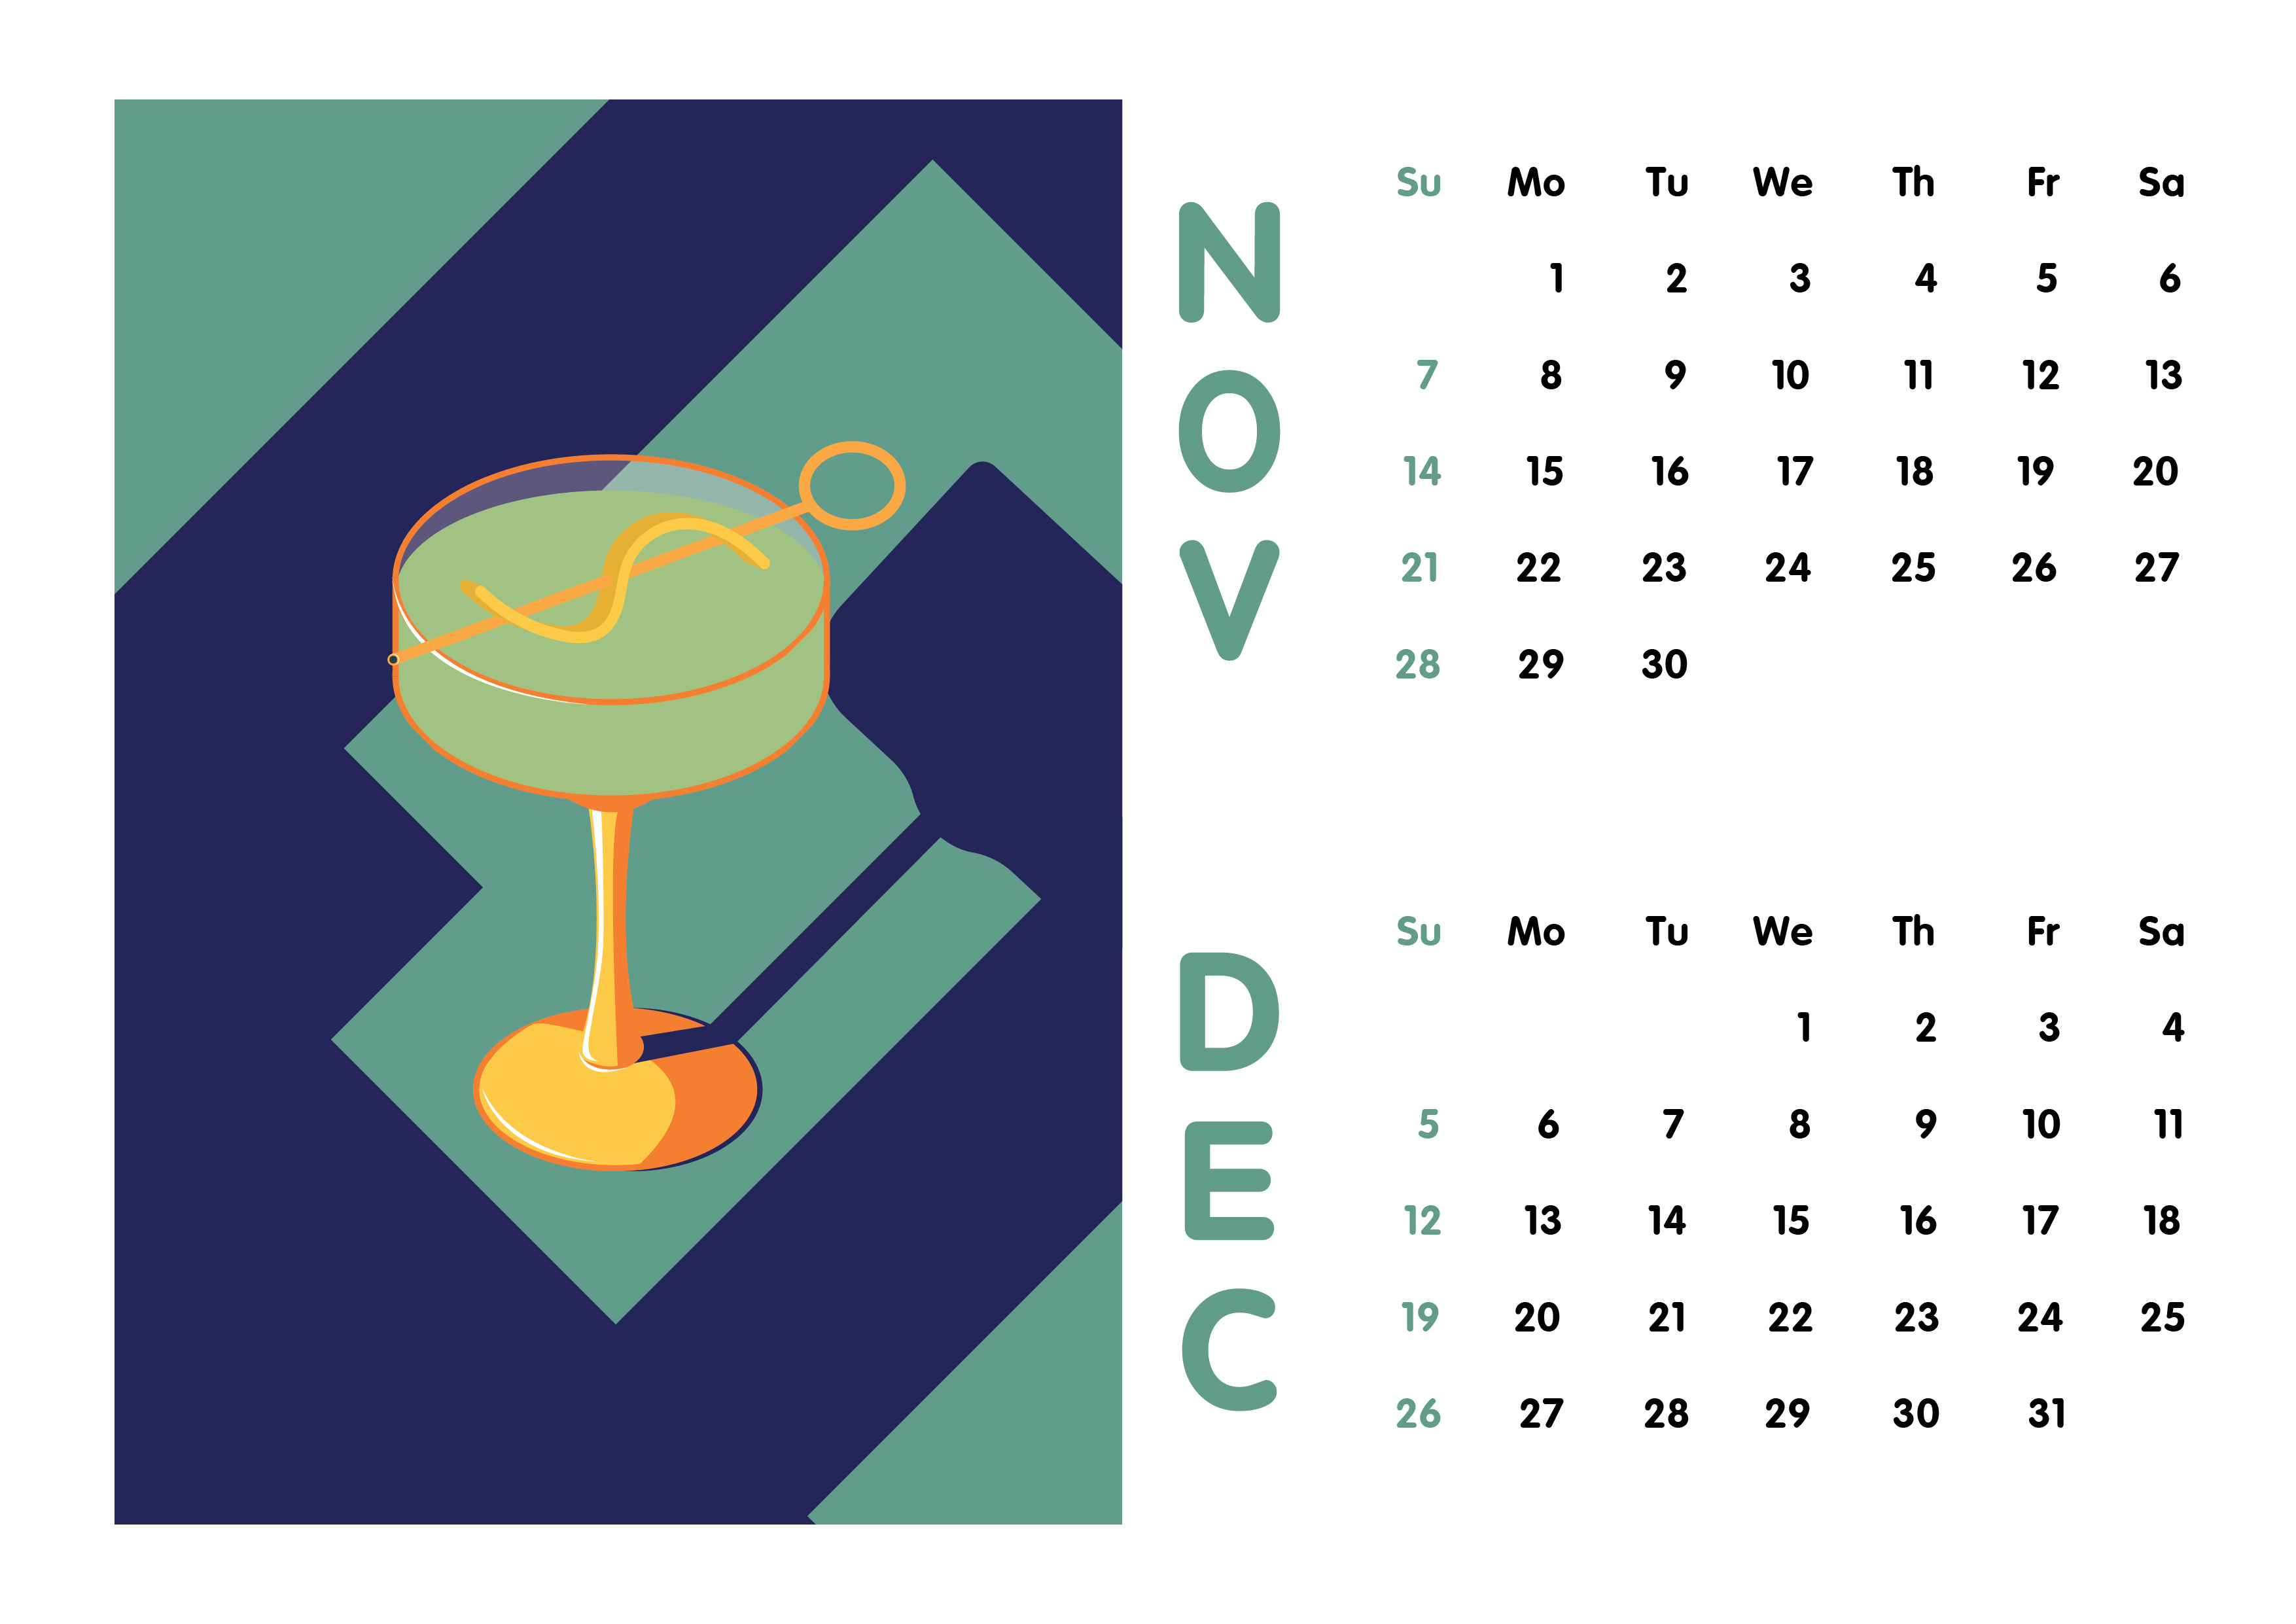 NOV
Su Mo Tu We Th Fr Sa
1 2 3 4 5 6
7 8 9 10 11 12 13
14 15 16 17 18 19 20
21 22 23 24 25 26 27
28 29 30
DEC
Su Mo Tu We Th Fr Sa
1 2 3 4
5 6 7 8 9 10 11
12 13 14 15 16 17 18
19 20 21 22 23 24 25
26 27 28 29 30 31